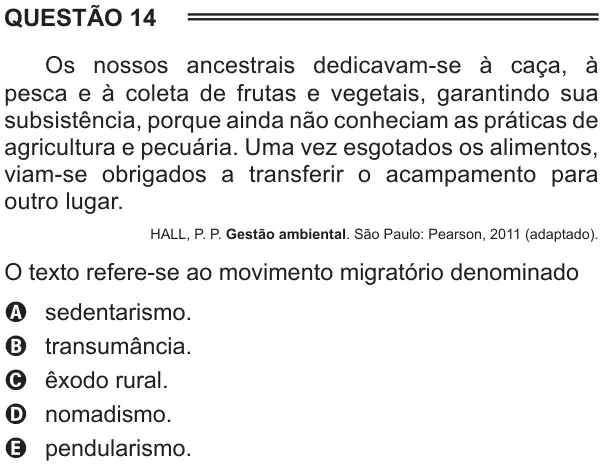 QUESTÃO 14
Os nossos ancestrais dedicavam-se à caça, à
pesca e à coleta de frutas e vegetais, garantindo sua
subsistência, porque ainda não conheciam as práticas de
agricultura e pecuária. Uma vez esgotados os alimentos,
viam-se obrigados a transferir o acampamento para
outro lugar.
HALL, P. P. Gestão ambiental. São Paulo: Pearson, 2011 (adaptado).
O texto refere-se ao movimento migratório denominado
A sedentarismo.
B transumância.
C êxodo rural.
D nomadismo.
E pendularismo.